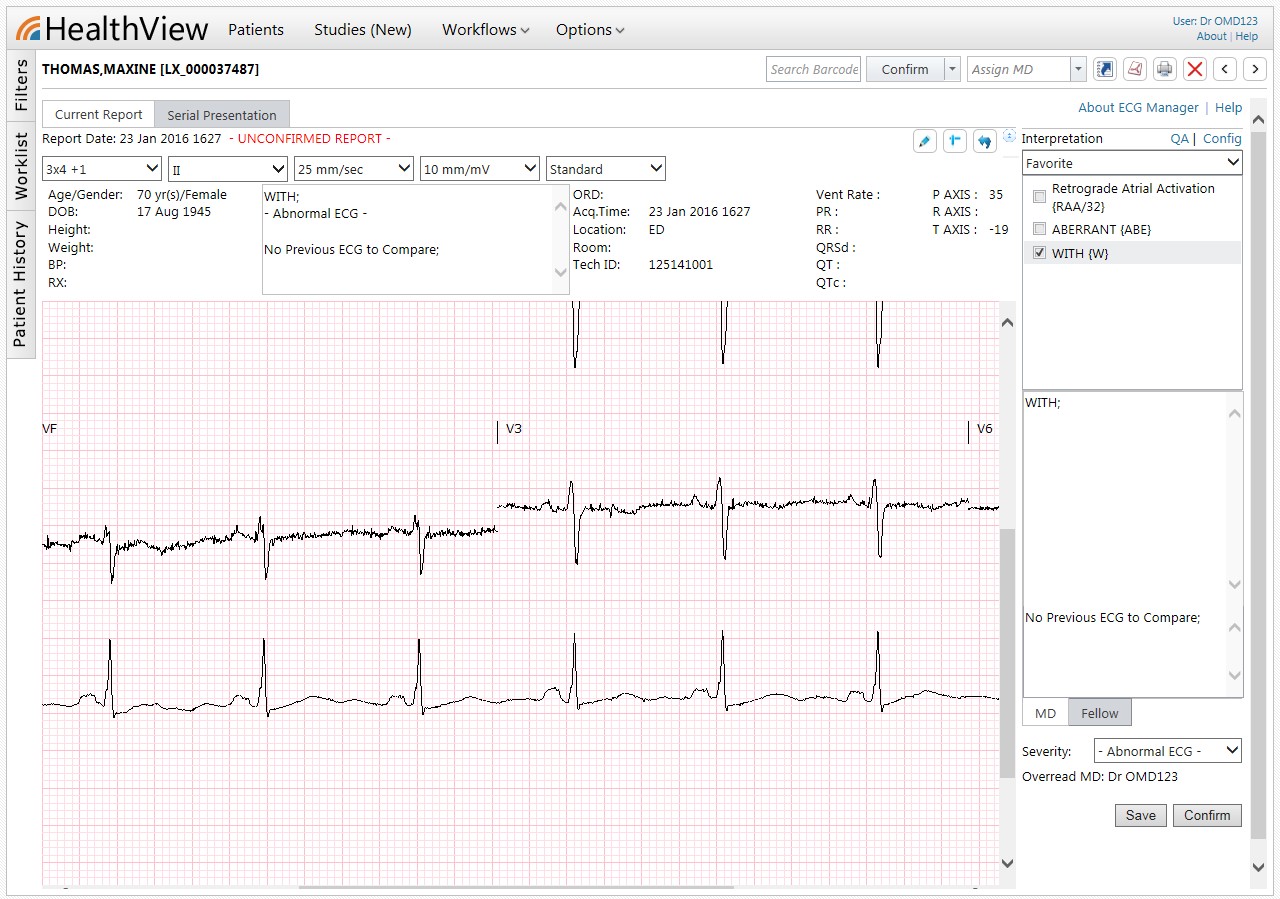 HealthView Patients Studies (New) Workflows Options
User: Dr OMD123
About | Help
Filters
Worklist
Patient History
THOMAS,MAXINE [LX_000037487]
Search Barcode Confirm Assign MD
Current Report Serial Presentation
About ECG Manager | Help
Report Date: 23 Jan 2016 1627 - UNCONFIRMED REPORT -
3x4 +1 II 25 mm/sec 10 mm/mV Standard
Age/Gender: 70 yr(s)/Female
DOB: 17 Aug 1945
Height:
Weight:
BP:
RX:
WITH;
- Abnormal ECG -
No Previous ECG to Compare;
ORD:
Acq.Time: 23 Jan 2016 1627
Location: ED
Room:
Tech ID: 125141001
Vent Rate :
PR :
RR :
QRSd :
QT :
QTc :
P AXIS : 35
R AXIS :
T AXIS : -19
VF V3 V6
Interpretation QA | Config
Favorite
Retrograde Atrial Activation
{RAA/32}
ABERRANT {ABE}
WITH {W}
WITH;
No Previous ECG to Compare;
MD Fellow
Severity: - Abnormal ECG -
Overread MD: Dr OMD123
Save Confirm